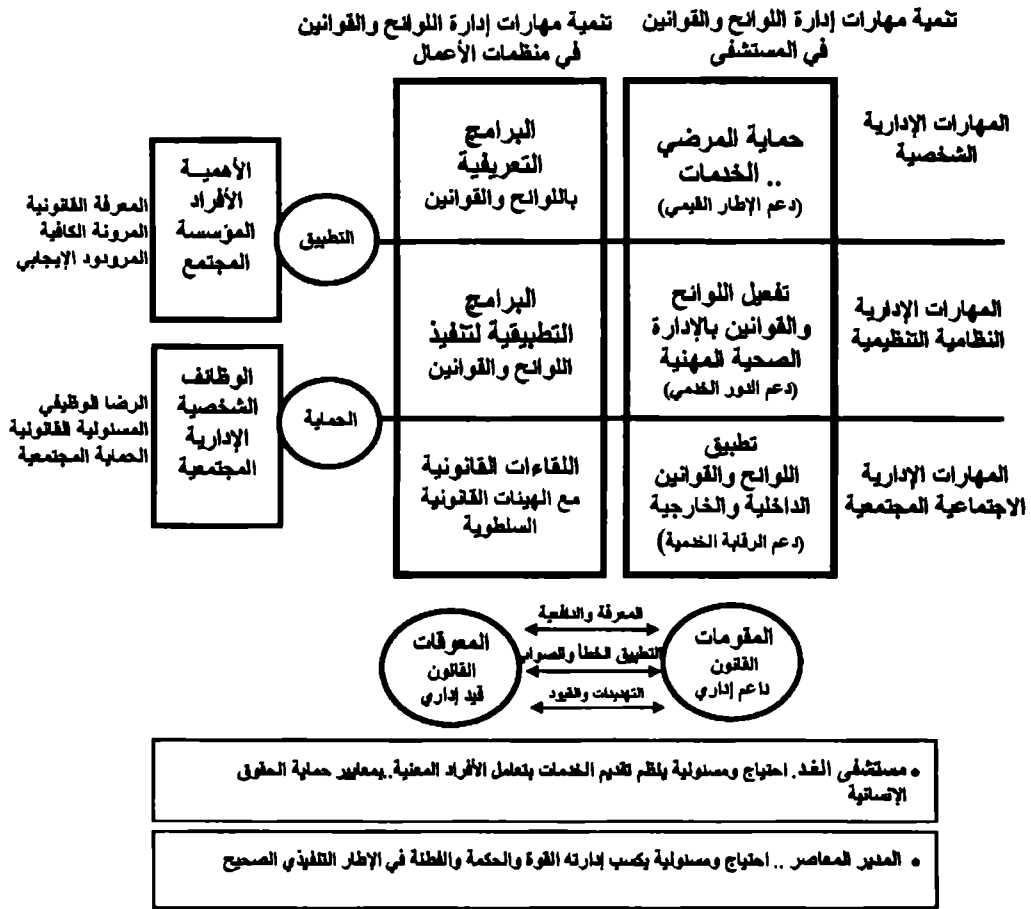 تنمية مهارات إدارة اللوائح والقوانين
في المستشفى
تنمية مهارات إدارة اللوائح والقوانين
في منظمات الأعمال
المهارات الإدارية
الشخصية
حماية المرضي
.. الخدمات
(دعم الإطار القيمي)
البرامج
التعريفية
باللوائح والقوانين
التطبيق
الأهميــة
الأفراد
المؤسسة
المجتمع
المعرفة القانونية
المرونة الكافية
المردود الإيجابي
المهارات الإدارية
النظامية التنظيمية
تفعيل اللوائح
والقوانين بالإدارة
الصحية المهنية
(دعم الدور الخدمي)
البرامج
التطبيقية لتنفيذ
اللوائح والقوانين
الحماية
الوظائف
الشخصية
الإدارية
المجتمعية
الرضا الوظيفي
المسئولية القانونية
الحماية المجتمعية
المهارات الإدارية
الاجتماعية المجتمعية
تطبيق
اللوائح والقوانين
الداخلية والخارجية
(دعم الرقابة الخدمية)
اللقاءات القانونية
مع الهيئات القانونية
السلطوية
المقومات
القانون
داعم إداري
المعرفة والدافعية
التطبيق الخطأ والصواب
التهديدات والقيود
المعوقات
القانون
قيد إداري
• مستشفى الغد. احتياج ومسئولية ينظم تقديم الخدمات بتعامل الأفراد المعنية..بمعايير حماية الحقوق
الإنسانية
• المدير المعاصر .. احتياج ومسئولية يكسب إدارته القوة والحكمة والفطنة في الإطار التنفيذي الصحيح